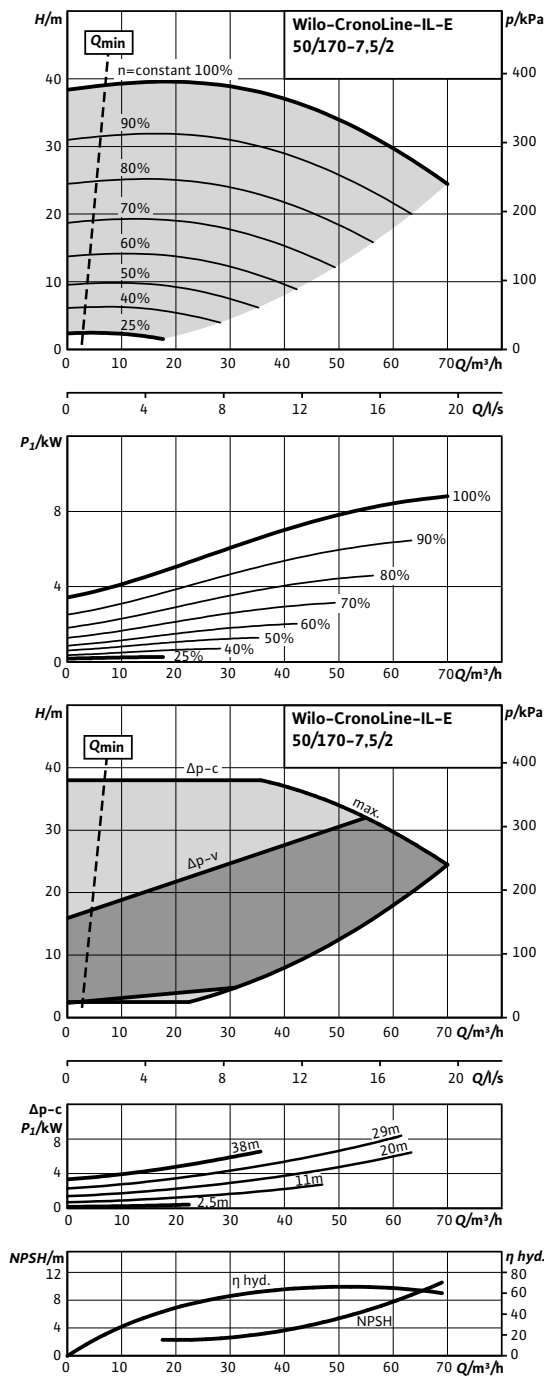 H/m
Wilo-CronoLine-IL-E
50/170-7,5/2
p/kPa
Qmin
n=constant 100%
40
400
90%
30
300
80%
20
70%
200
60%
10
50%
100
40%
25%
0
0
0 10 20 30 40 50 60 70 Q/m³/h
0 4 8 12 16 20 Q/l/s
P1/kW
100%
8
90%
80%
4
70%
60%
50%
40%
25%
0
0 10 20 30 40 50 60 70 Q/m³/h
H/m
Wilo-CronoLine-IL-E
50/170-7,5/2
p/kPa
Qmin
Δp-c
40
400
max.
30
300
Δp-v
20
200
10
100
0
0
0 10 20 30 40 50 60 70 Q/m³/h
0 4 8 12 16 20 Q/l/s
Δp-c
P1/kW
8
38m
29m
20m
4
11m
2,5m
0
0 10 20 30 40 50 60 70 Q/m³/h
NPSH/m
η hyd.
12
80
η hyd.
8
60
40
NPSH
4
20
0
0
0 10 20 30 40 50 60 70 Q/m³/h